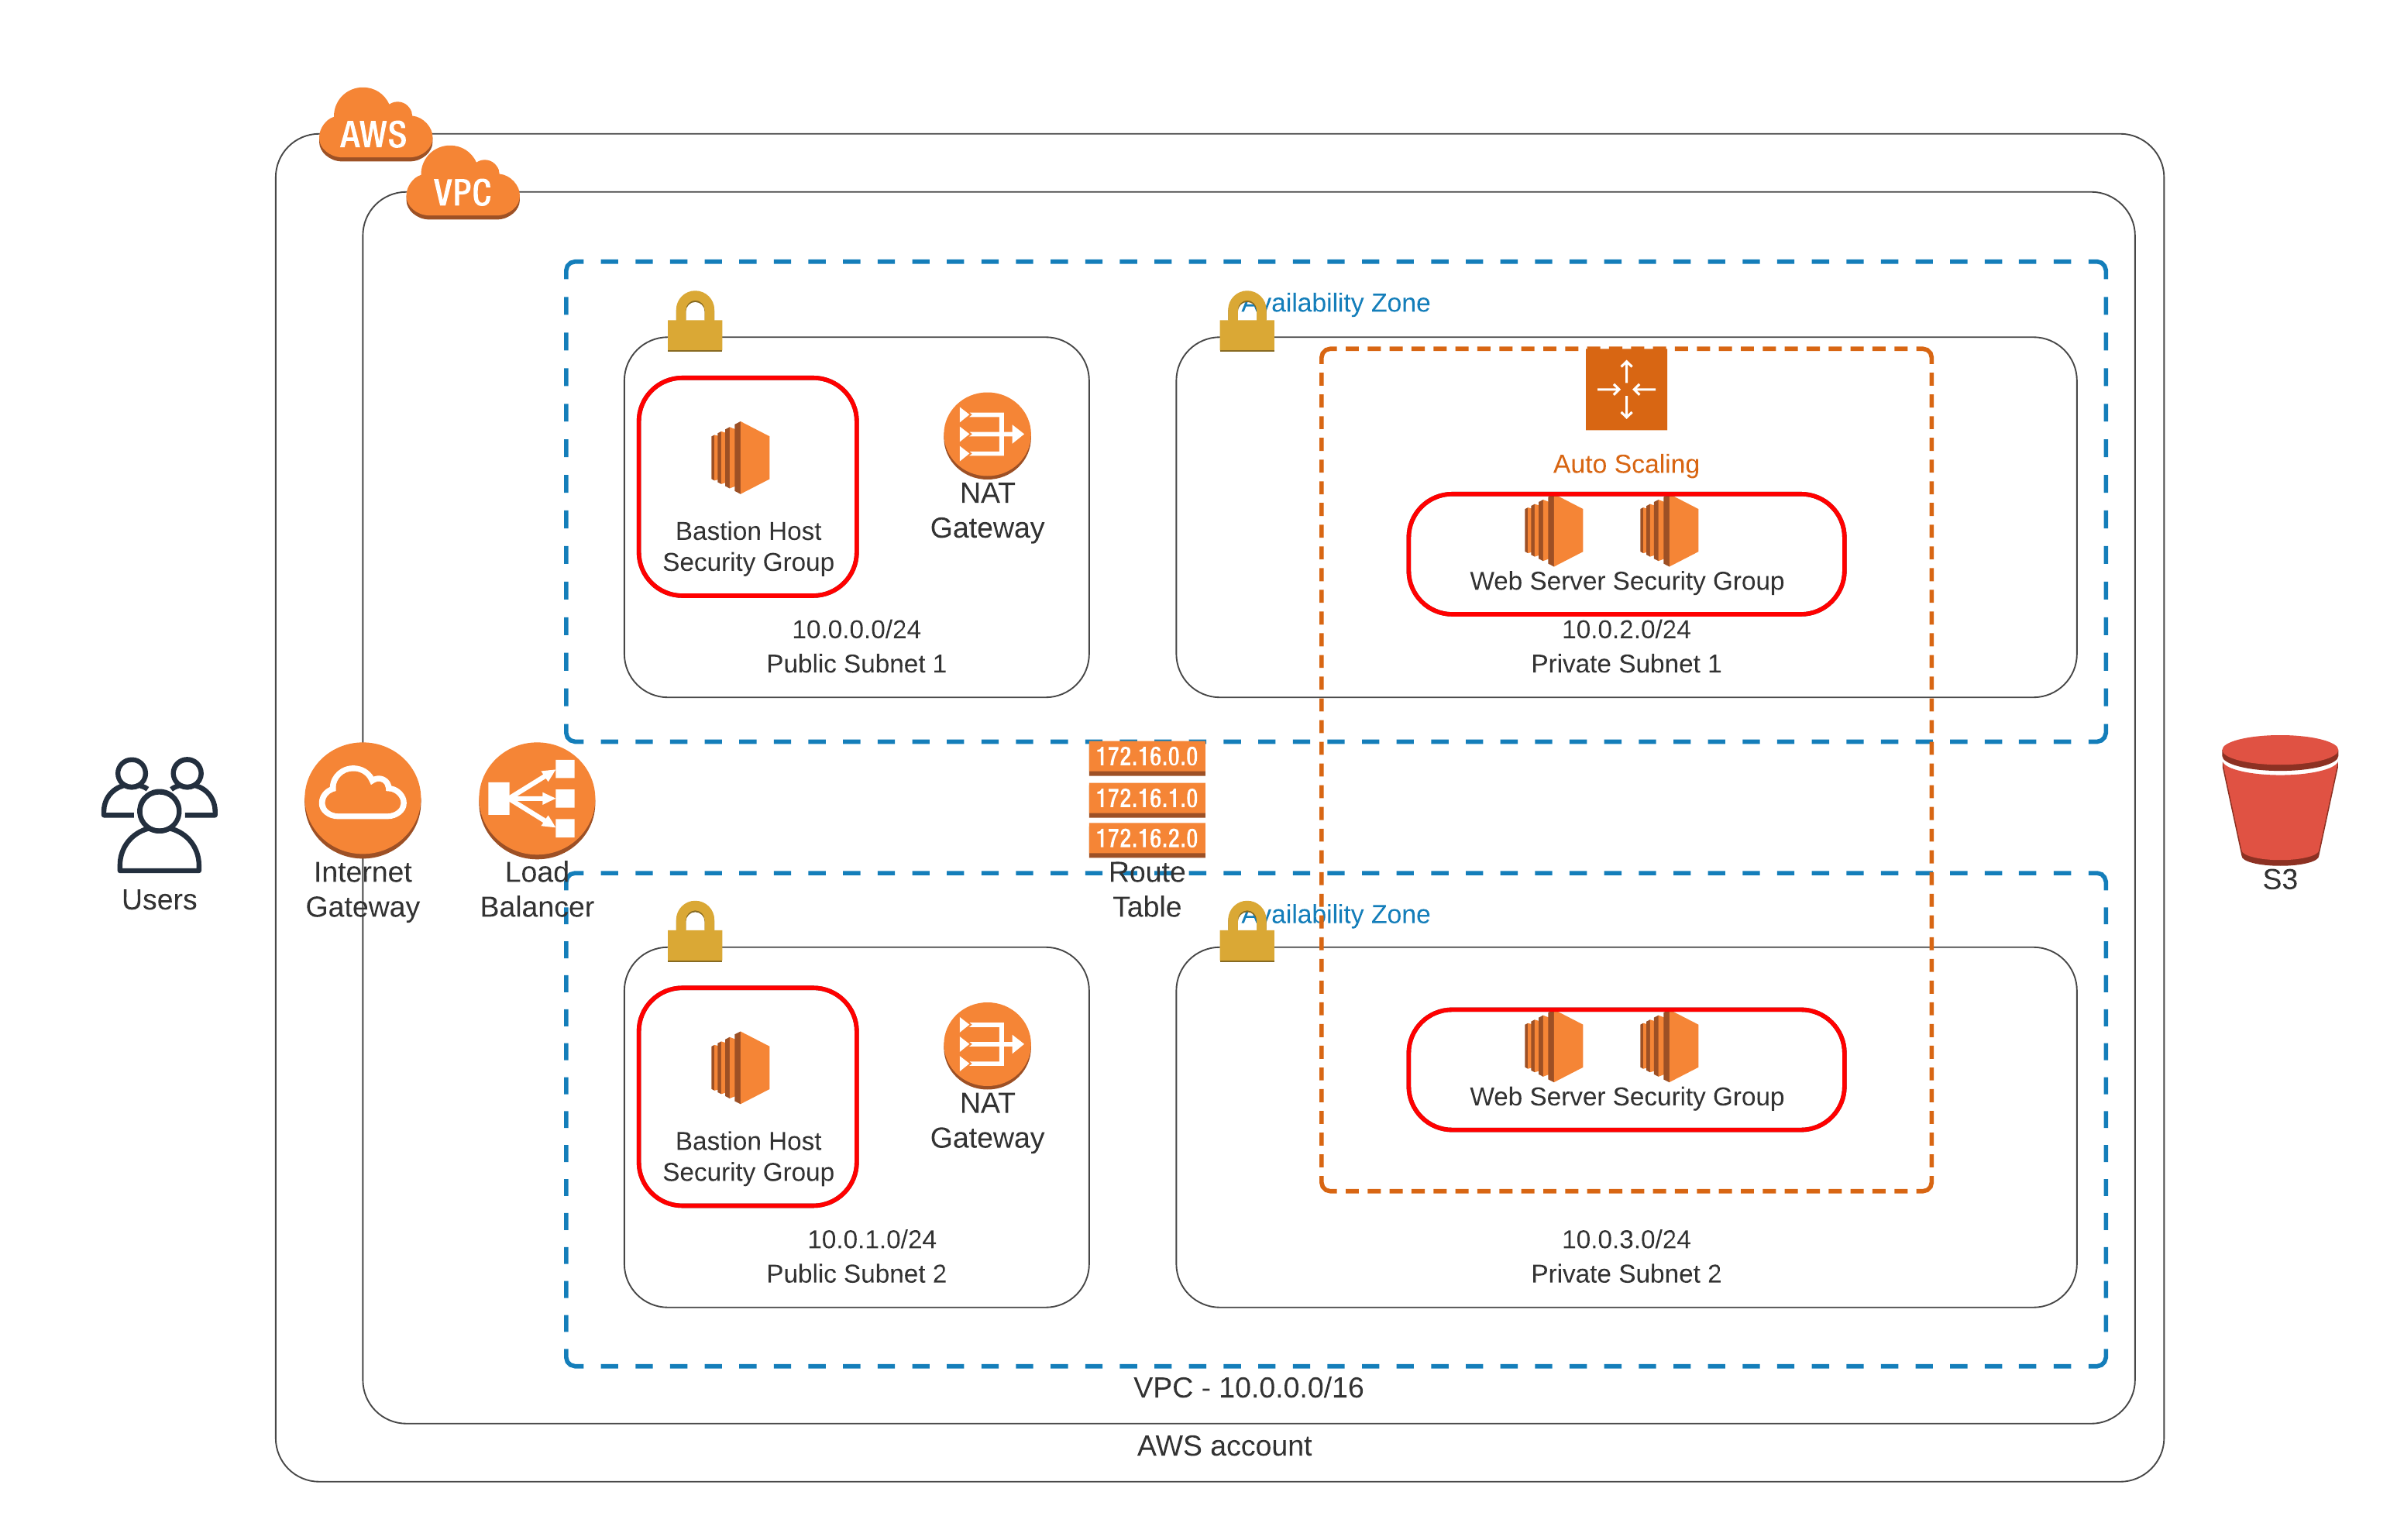 AWS
VPC
Availability Zone
Auto Scaling
NAT
Gateway
Bastion Host
Security Group
Web Server Security Group
10.0.0.0/24
Public Subnet 1
10.0.2.0/24
Private Subnet 1
172.16.0.0
172.16.1.0
172.16.2.0
Route
Table
Users
Internet
Gateway
Load
Balancer
S3
Availability Zone
NAT
Gateway
Bastion Host
Security Group
Web Server Security Group
10.0.1.0/24
Public Subnet 2
10.0.3.0/24
Private Subnet 2
VPC - 10.0.0.0/16
AWS account